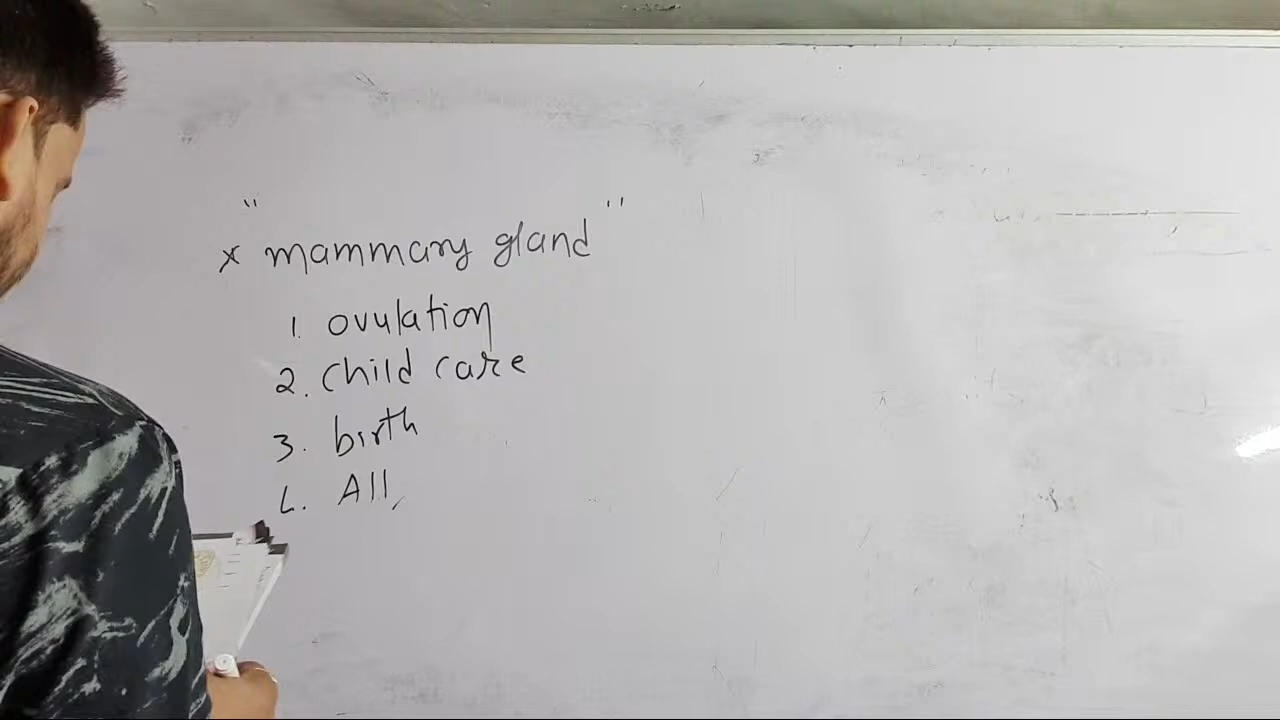 " "
x mammary gland
1. ovulation
2. child care
3. birth
4. All,